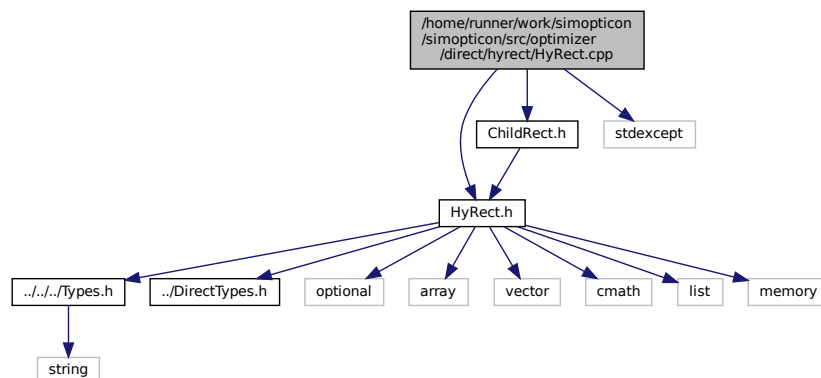 /home/runner/work/simopticon
/simopticon/src/optimizer
/direct/hyrect/HyRect.cpp
ChildRect.h
stdexcept
HyRect.h
../../../Types.h
../DirectTypes.h
optional
array
vector
cmath
list
memory
string